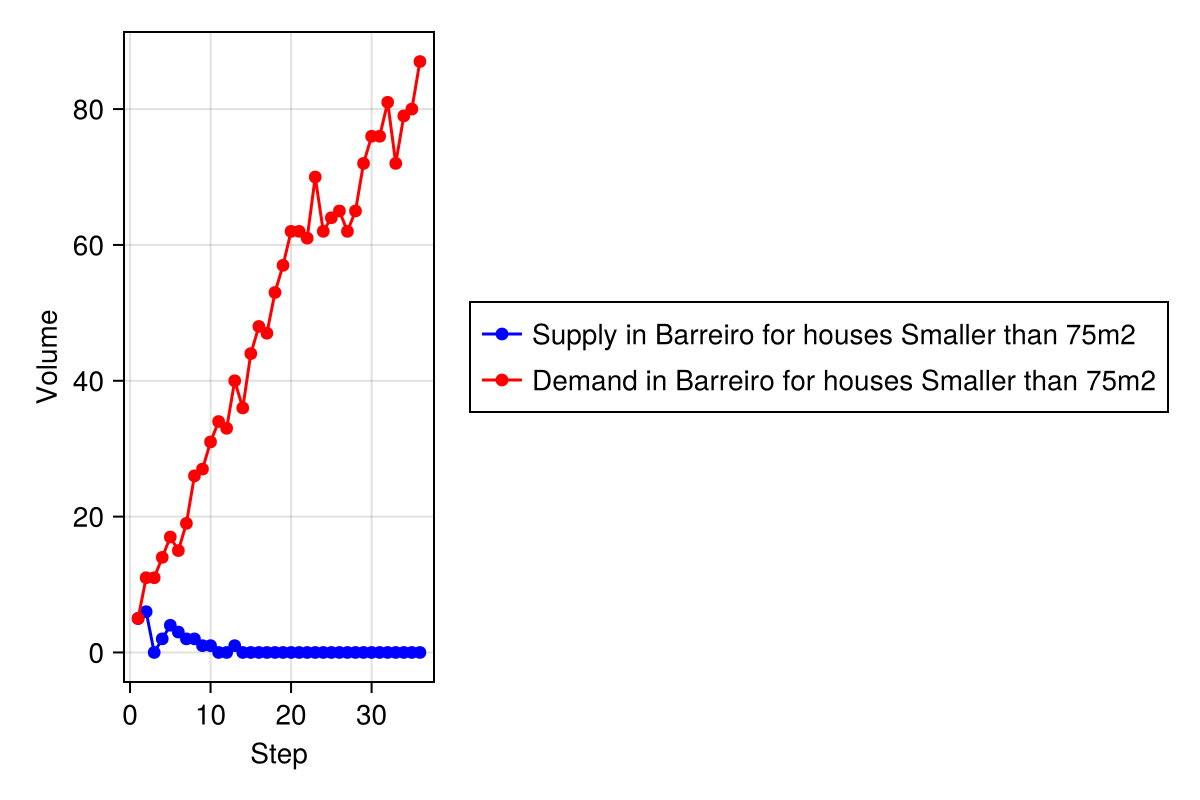 Volume
80
60
40
20
0
0 10 20 30
Step
Supply in Barreiro for houses Smaller than 75m2
Demand in Barreiro for houses Smaller than 75m2